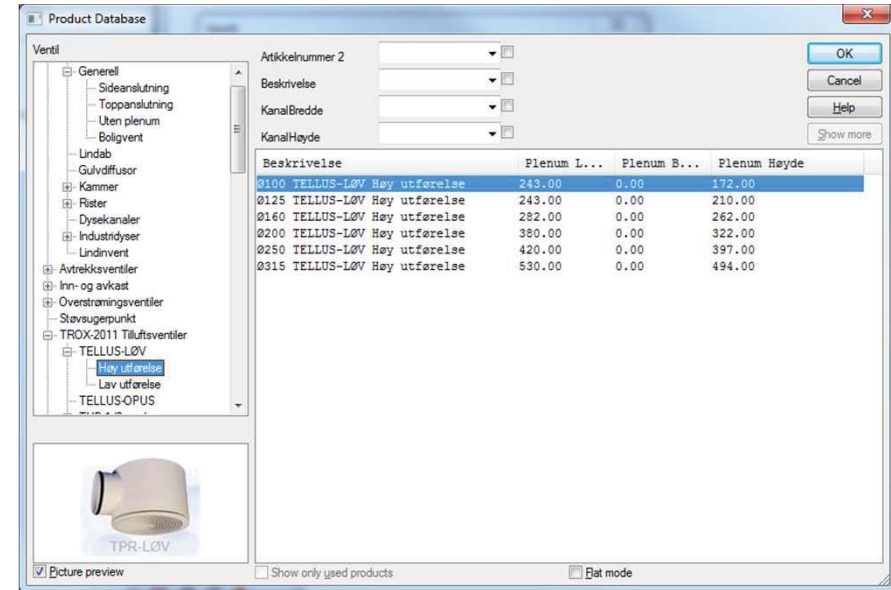 Product Database
Ventil
Generell
Sideanslutning
Toppanslutning
Uten plenum
Boligvent
Lindab
Gulvdiffusor
Kammer
Rister
Dysekanaler
Industridyser
Lindinvent
Avtrekksventiler
Inn- og avkast
Overstrømingsventiler
Støvsugerpunkt
TROX-2011 Tilluftsventiler
TELLUS-LØV
Høy utførelse
Lav utførelse
TELLUS-OPUS
TPR-LØV
Picture preview
Artikkelnummer 2
Beskrivelse
KanalBredde
KanalHøyde
OK
Cancel
Help
Show more
Beskrivelse Plenum L... Plenum B... Plenum Høyde
Ø100 TELLUS-LØV Høy utførelse 243.00 0.00 172.00
Ø125 TELLUS-LØV Høy utførelse 243.00 0.00 210.00
Ø160 TELLUS-LØV Høy utførelse 282.00 0.00 262.00
Ø200 TELLUS-LØV Høy utførelse 380.00 0.00 322.00
Ø250 TELLUS-LØV Høy utførelse 420.00 0.00 397.00
Ø315 TELLUS-LØV Høy utførelse 530.00 0.00 494.00
Show only used products
Flat mode